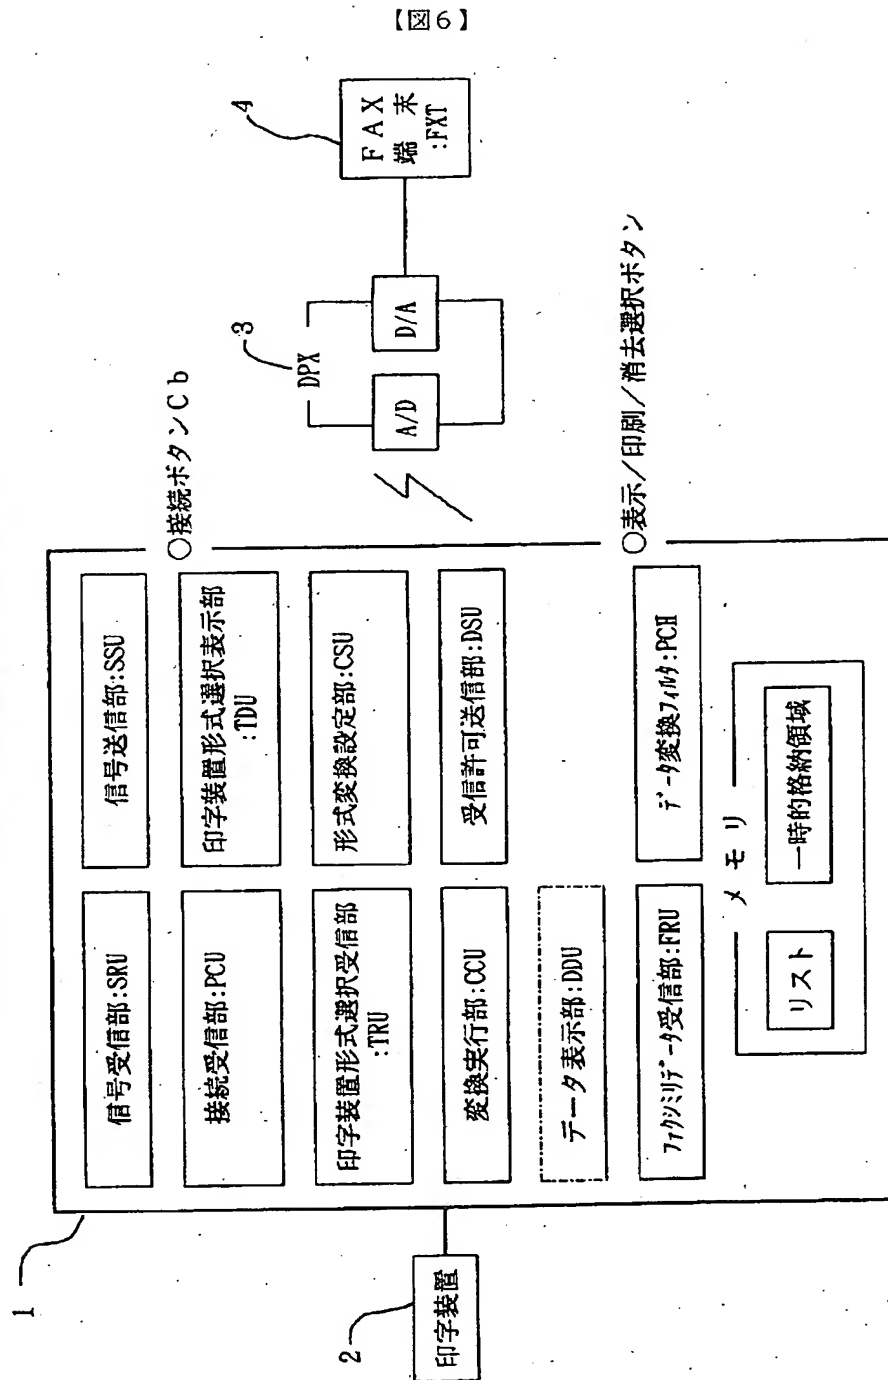 【図6】
1
信号受信部:SRU
信号送信部:SSU
接続受信部:PCU
印字装置形式選択表示部
:TDU
○接続ボタンCb
印字装置形式選択受信部
:TRU
形式変換設定部:CSU
変換実行部:CCU
受信許可送信部:DSU
データ表示部:DDU
ファクシミリデータ受信部:FRU
データ変換フィルタ:PCH
○表示/印刷/消去選択ボタン
メモリ
リスト
一時的格納領域
2
印字装置
3
DPX
A/D
D/A
4
FAX
端末
:FXT